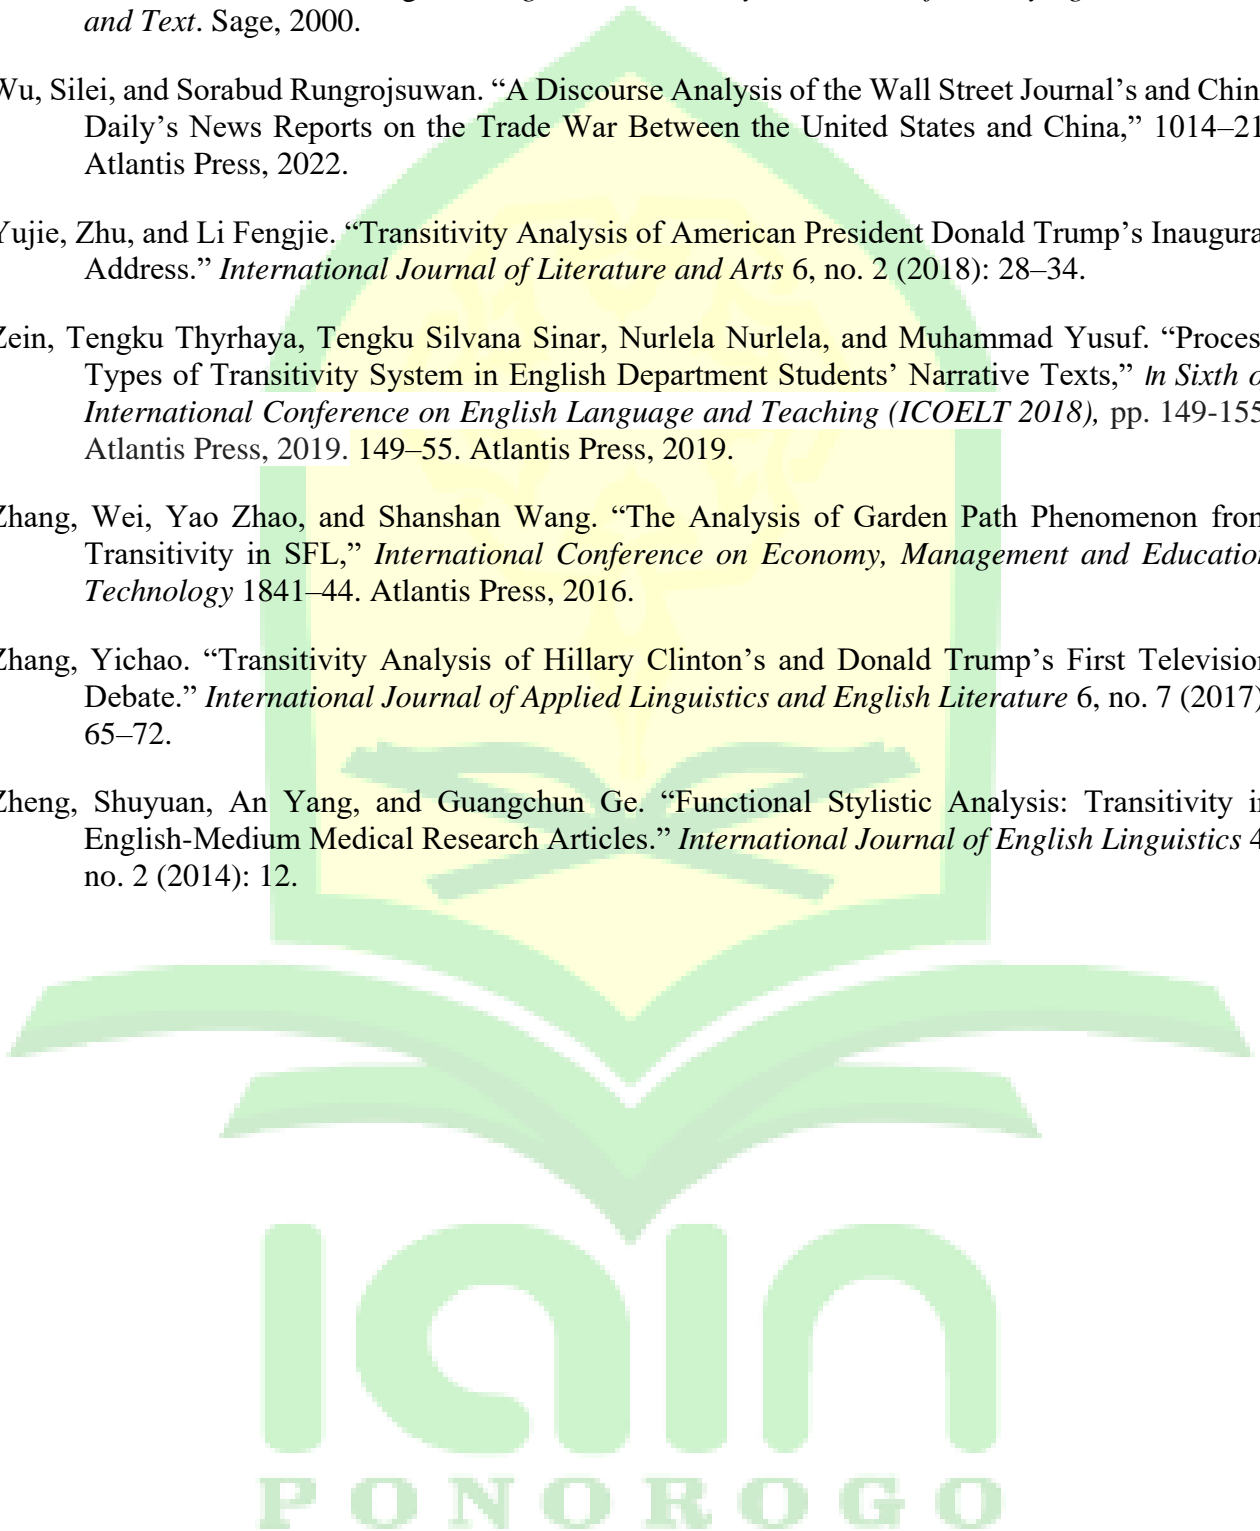 and Text. Sage, 2000.
Wu, Silei, and Sorabud Rungrojsuwan. “A Discourse Analysis of the Wall Street Journal’s and Chin
Daily’s News Reports on the Trade War Between the United States and China,” 1014–21
Atlantis Press, 2022.
Yujie, Zhu, and Li Fengjie. “Transitivity Analysis of American President Donald Trump’s Inaugura
Address.” International Journal of Literature and Arts 6, no. 2 (2018): 28–34.
Zein, Tengku Thyrhaya, Tengku Silvana Sinar, Nurlela Nurlela, and Muhammad Yusuf. “Proces
Types of Transitivity System in English Department Students’ Narrative Texts,” In Sixth o
International Conference on English Language and Teaching (ICOELT 2018), pp. 149-155
Atlantis Press, 2019. 149–55. Atlantis Press, 2019.
Zhang, Wei, Yao Zhao, and Shanshan Wang. “The Analysis of Garden Path Phenomenon from
Transitivity in SFL,” International Conference on Economy, Management and Education
Technology 1841–44. Atlantis Press, 2016.
Zhang, Yichao. “Transitivity Analysis of Hillary Clinton’s and Donald Trump’s First Television
Debate.” International Journal of Applied Linguistics and English Literature 6, no. 7 (2017)
65–72.
Zheng, Shuyuan, An Yang, and Guangchun Ge. “Functional Stylistic Analysis: Transitivity in
English-Medium Medical Research Articles.” International Journal of English Linguistics 4
no. 2 (2014): 12.
iain
PONOROGO